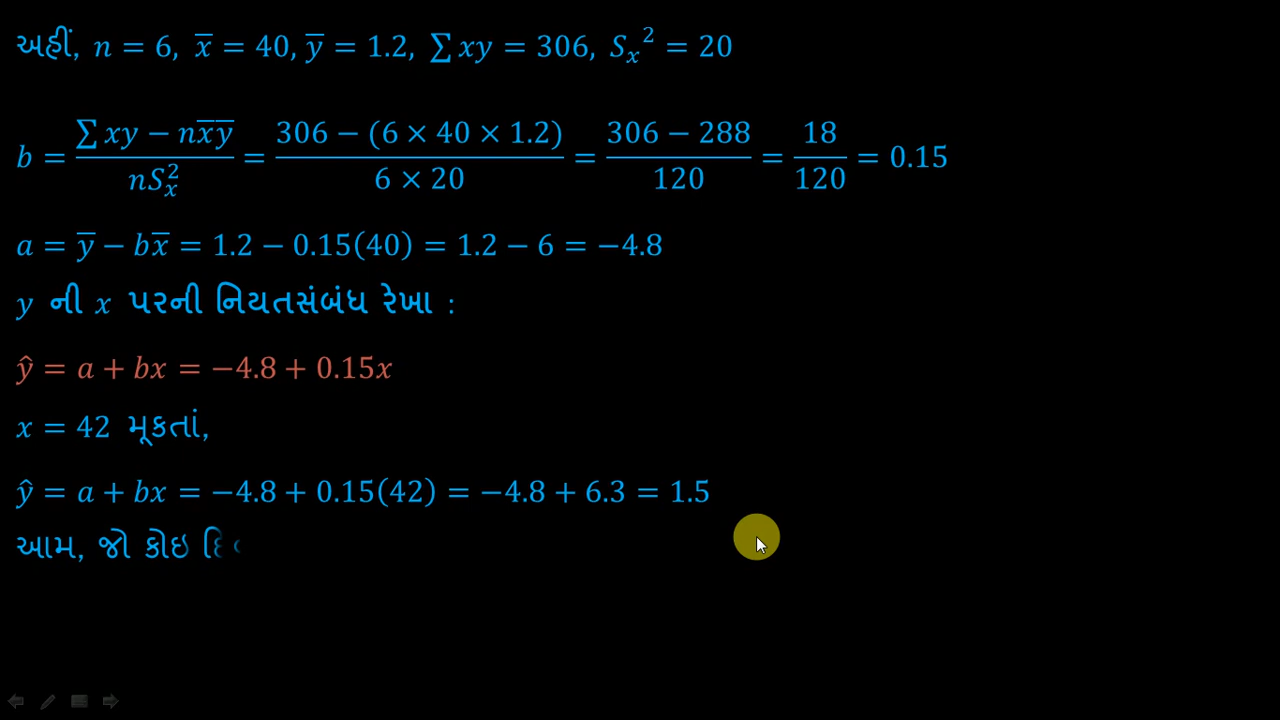 અહીં, n = 6, x̅ = 40, y̅ = 1.2, ∑ xy = 306, Sₓ² = 20
b = (∑ xy − nx̅y̅)/(nSₓ²) = (306 − (6 × 40 × 1.2))/(6 × 20) = (306 − 288)/120 = 18/120 = 0.15
a = y̅ − bx̅ = 1.2 − 0.15(40) = 1.2 − 6 = −4.8
y ની x પરની નિયતસંબંધ રેખા :
ŷ = a + bx = −4.8 + 0.15x
x = 42 મૂકતાં,
ŷ = a + bx = −4.8 + 0.15(42) = −4.8 + 6.3 = 1.5
આમ, જો કોઇ